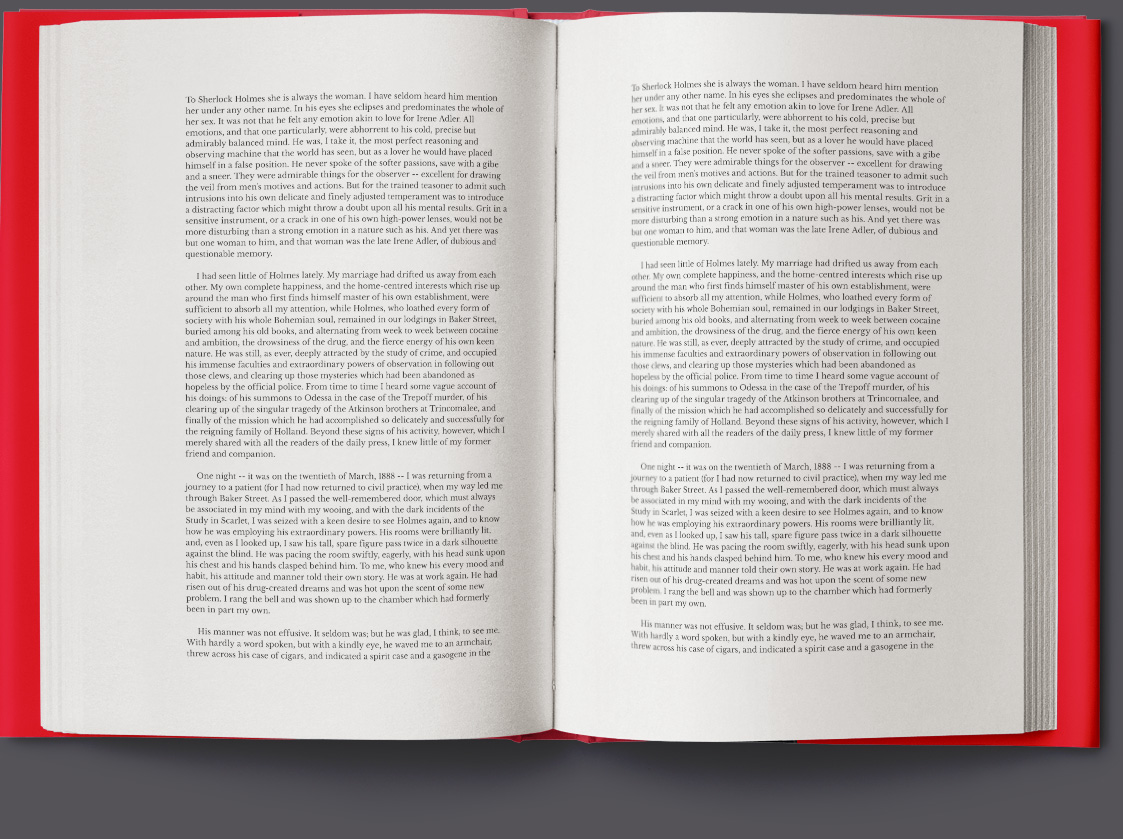 To Sherlock Holmes she is always the woman. I have seldom heard him mention
her under any other name. In his eyes she eclipses and predominates the whole of
her sex. It was not that he felt any emotion akin to love for Irene Adler. All
emotions, and that one particularly, were abhorrent to his cold, precise but
admirably balanced mind. He was, I take it, the most perfect reasoning and
observing machine that the world has seen, but as a lover he would have placed
himself in a false position. He never spoke of the softer passions, save with a gibe
and a sneer. They were admirable things for the observer -- excellent for drawing
the veil from men's motives and actions. But for the trained teasoner to admit such
intrusions into his own delicate and finely adjusted temperament was to introduce
a distracting factor which might throw a doubt upon all his mental results. Grit in a
sensitive instrument, or a crack in one of his own high-power lenses, would not be
more disturbing than a strong emotion in a nature such as his. And yet there was
but one woman to him, and that woman was the late Irene Adler, of dubious and
questionable memory.
I had seen little of Holmes lately. My marriage had drifted us away from each
other. My own complete happiness, and the home-centred interests which rise up
around the man who first finds himself master of his own establishment, were
sufficient to absorb all my attention, while Holmes, who loathed every form of
society with his whole Bohemian soul, remained in our lodgings in Baker Street,
buried among his old books, and alternating from week to week between cocaine
and ambition, the drowsiness of the drug, and the fierce energy of his own keen
nature. He was still, as ever, deeply attracted by the study of crime, and occupied
his immense faculties and extraordinary powers of observation in following out
those clews, and clearing up those mysteries which had been abandoned as
hopeless by the official police. From time to time I heard some vague account of
his doings: of his summons to Odessa in the case of the Trepoff murder, of his
clearing up of the singular tragedy of the Atkinson brothers at Trincomalee, and
finally of the mission which he had accomplished so delicately and successfully for
the reigning family of Holland. Beyond these signs of his activity, however, which I
merely shared with all the readers of the daily press, I knew little of my former
friend and companion.
One night -- it was on the twentieth of March, 1888 -- I was returning from a
journey to a patient (for I had now returned to civil practice), when my way led me
through Baker Street. As I passed the well-remembered door, which must always
be associated in my mind with my wooing, and with the dark incidents of the
Study in Scarlet, I was seized with a keen desire to see Holmes again, and to know
how he was employing his extraordinary powers. His rooms were brilliantly lit,
and, even as I looked up, I saw his tall, spare figure pass twice in a dark silhouette
against the blind. He was pacing the room swiftly, eagerly, with his head sunk upon
his chest and his hands clasped behind him. To me, who knew his every mood and
habit, his attitude and manner told their own story. He was at work again. He had
risen out of his drug-created dreams and was hot upon the scent of some new
problem. I rang the bell and was shown up to the chamber which had formerly
been in part my own.
His manner was not effusive. It seldom was; but he was glad, I think, to see me.
With hardly a word spoken, but with a kindly eye, he waved me to an armchair,
threw across his case of cigars, and indicated a spirit case and a gasogene in the
To Sherlock Holmes she is always the woman. I have seldom heard him mention
her under any other name. In his eyes she eclipses and predominates the whole of
her sex. It was not that he felt any emotion akin to love for Irene Adler. All
emotions, and that one particularly, were abhorrent to his cold, precise but
admirably balanced mind. He was, I take it, the most perfect reasoning and
observing machine that the world has seen, but as a lover he would have placed
himself in a false position. He never spoke of the softer passions, save with a gibe
and a sneer. They were admirable things for the observer -- excellent for drawing
the veil from men's motives and actions. But for the trained teasoner to admit such
intrusions into his own delicate and finely adjusted temperament was to introduce
a distracting factor which might throw a doubt upon all his mental results. Grit in a
sensitive instrument, or a crack in one of his own high-power lenses, would not be
more disturbing than a strong emotion in a nature such as his. And yet there was
but one woman to him, and that woman was the late Irene Adler, of dubious and
questionable memory.
I had seen little of Holmes lately. My marriage had drifted us away from each
other. My own complete happiness, and the home-centred interests which rise up
around the man who first finds himself master of his own establishment, were
sufficient to absorb all my attention, while Holmes, who loathed every form of
society with his whole Bohemian soul, remained in our lodgings in Baker Street,
buried among his old books, and alternating from week to week between cocaine
and ambition, the drowsiness of the drug, and the fierce energy of his own keen
nature. He was still, as ever, deeply attracted by the study of crime, and occupied
his immense faculties and extraordinary powers of observation in following out
those clews, and clearing up those mysteries which had been abandoned as
hopeless by the official police. From time to time I heard some vague account of
his doings: of his summons to Odessa in the case of the Trepoff murder, of his
clearing up of the singular tragedy of the Atkinson brothers at Trincomalee, and
finally of the mission which he had accomplished so delicately and successfully for
the reigning family of Holland. Beyond these signs of his activity, however, which I
merely shared with all the readers of the daily press, I knew little of my former
friend and companion.
One night -- it was on the twentieth of March, 1888 -- I was returning from a
journey to a patient (for I had now returned to civil practice), when my way led me
through Baker Street. As I passed the well-remembered door, which must always
be associated in my mind with my wooing, and with the dark incidents of the
Study in Scarlet, I was seized with a keen desire to see Holmes again, and to know
how he was employing his extraordinary powers. His rooms were brilliantly lit,
and, even as I looked up, I saw his tall, spare figure pass twice in a dark silhouette
against the blind. He was pacing the room swiftly, eagerly, with his head sunk upon
his chest and his hands clasped behind him. To me, who knew his every mood and
habit, his attitude and manner told their own story. He was at work again. He had
risen out of his drug-created dreams and was hot upon the scent of some new
problem. I rang the bell and was shown up to the chamber which had formerly
been in part my own.
His manner was not effusive. It seldom was; but he was glad, I think, to see me.
With hardly a word spoken, but with a kindly eye, he waved me to an armchair,
threw across his case of cigars, and indicated a spirit case and a gasogene in the